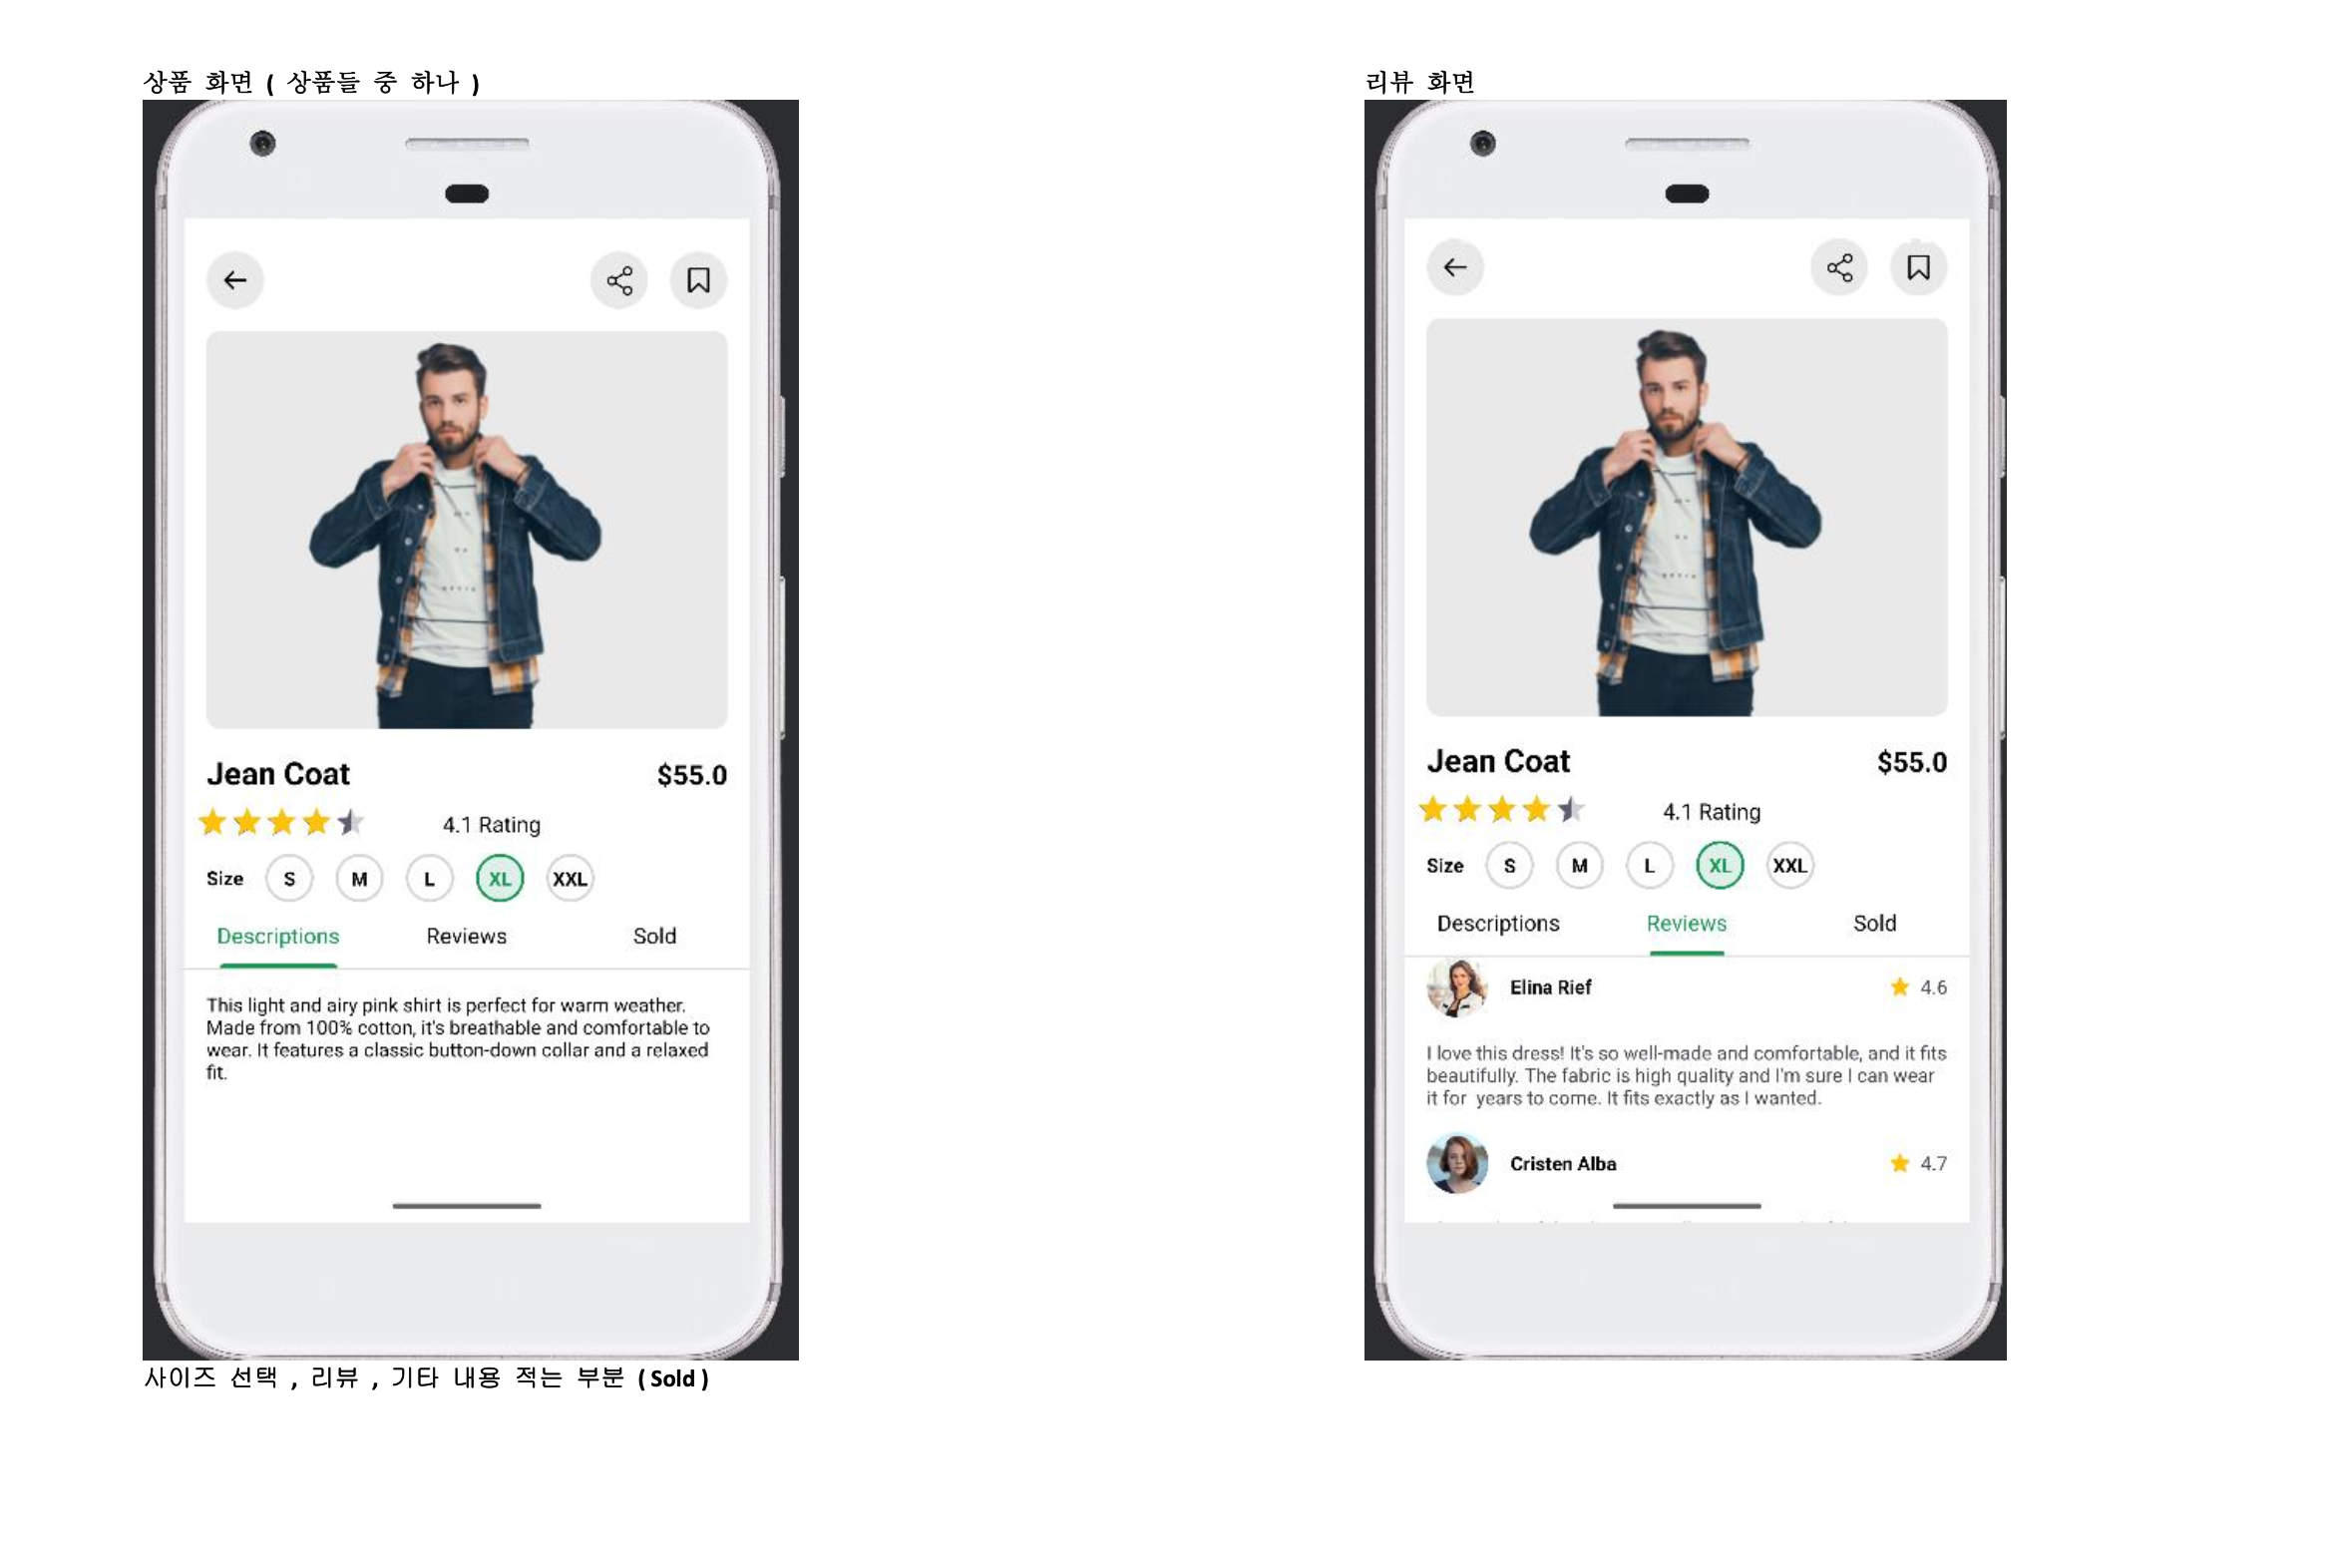 상품 화면 ( 상품들 중 하나 )
Jean Coat
$55.0
4.1 Rating
Size S M L XL XXL
Descriptions Reviews Sold
This light and airy pink shirt is perfect for warm weather.
Made from 100% cotton, it's breathable and comfortable to
wear. It features a classic button-down collar and a relaxed
fit.
사이즈 선택 , 리뷰 , 기타 내용 적는 부분 ( Sold )
리뷰 화면
Jean Coat
$55.0
4.1 Rating
Size S M L XL XXL
Descriptions Reviews Sold
Elina Rief
4.6
I love this dress! It's so well-made and comfortable, and it fits
beautifully. The fabric is high quality and I'm sure I can wear
it for  years to come. It fits exactly as I wanted.
Cristen Alba
4.7